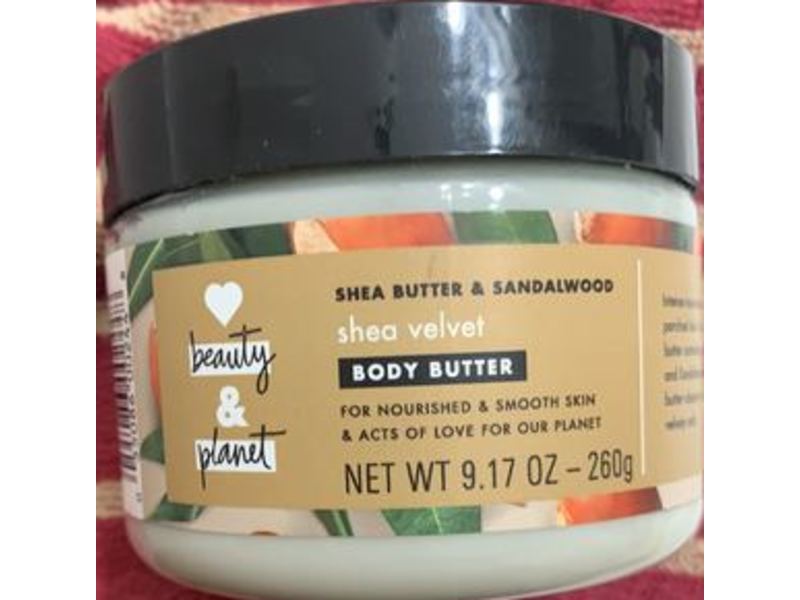 beauty
&
planet
SHEA BUTTER & SANDALWOOD
shea velvet
BODY BUTTER
FOR NOURISHED & SMOOTH SKIN
& ACTS OF LOVE FOR OUR PLANET
NET WT 9.17 OZ – 260g